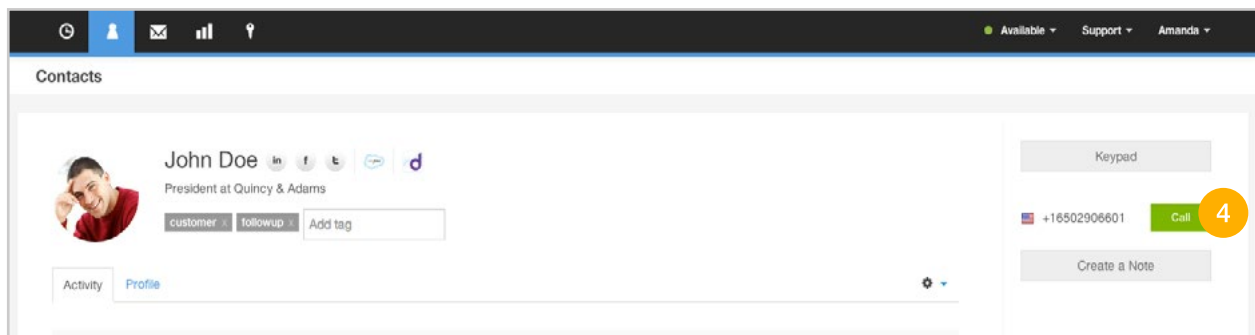 Available Support Amanda
Contacts
John Doe in f t d
President at Quincy & Adams
customer x followup x Add tag
Keypad
+16502906601 Call 4
Create a Note
Activity Profile